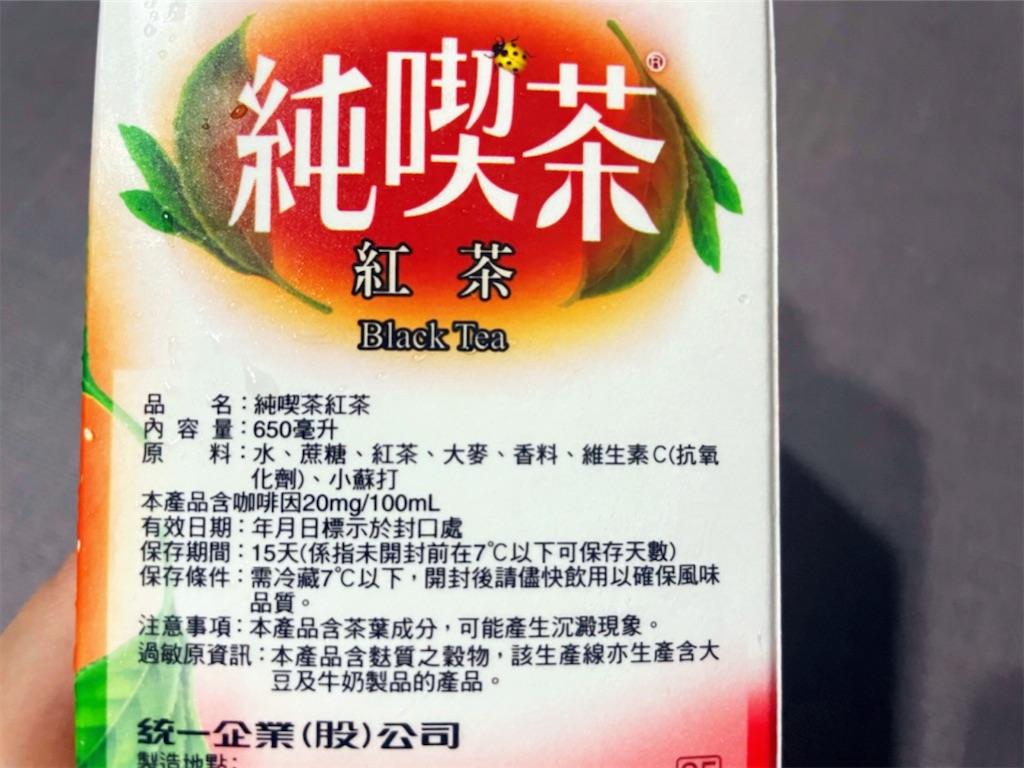 純喫茶®
紅茶
Black Tea
品名：純喫茶紅茶
內容量：650毫升
原料：水、蔗糖、紅茶、大麥、香料、維生素C(抗氧
化劑)、小蘇打
本產品含咖啡因20mg/100mL
有效日期：年月日標示於封口處
保存期間：15天(係指未開封前在7℃以下可保存天數)
保存條件：需冷藏7℃以下，開封後請儘快飲用以確保風味
品質。
注意事項：本產品含茶葉成分，可能產生沉澱現象。
過敏原資訊：本產品含麩質之穀物，該生產線亦生產含大
豆及牛奶製品的產品。
統一企業(股)公司
製造地點：